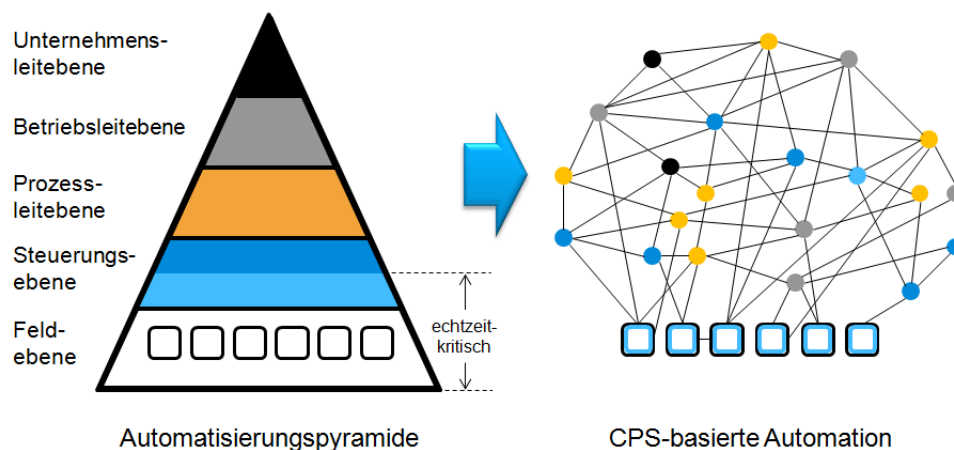 Unternehmens-
leitebene
Betriebsleitebene
Prozess-
leitebene
Steuerungs-
ebene
Feld-
ebene
echtzeit-
kritisch
Automatisierungspyramide
CPS-basierte Automation